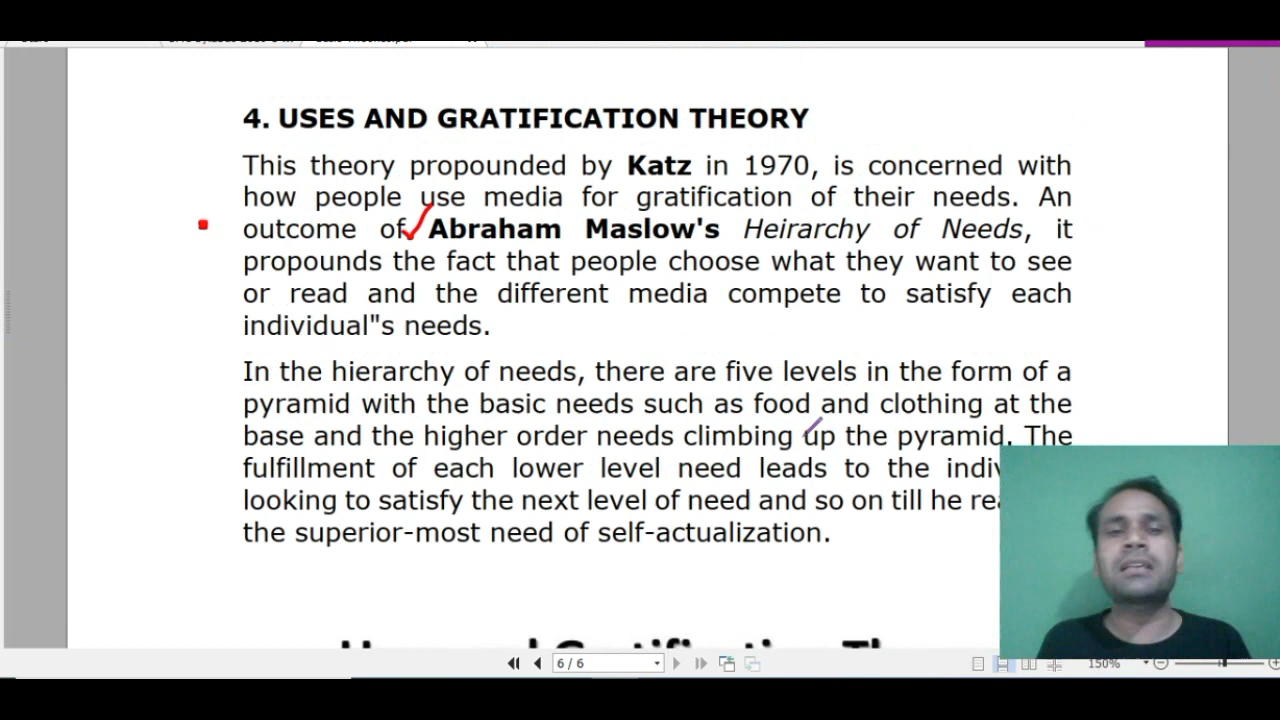 4. USES AND GRATIFICATION THEORY
This theory propounded by Katz in 1970, is concerned with
how people use media for gratification of their needs. An
outcome of Abraham Maslow's Heirarchy of Needs, it
propounds the fact that people choose what they want to see
or read and the different media compete to satisfy each
individual"s needs.
In the hierarchy of needs, there are five levels in the form of a
pyramid with the basic needs such as food and clothing at the
base and the higher order needs climbing up the pyramid. The
fulfillment of each lower level need leads to the
looking to satisfy the next level of need and so on till he
the superior-most need of self-actualization.
6 / 6
150%